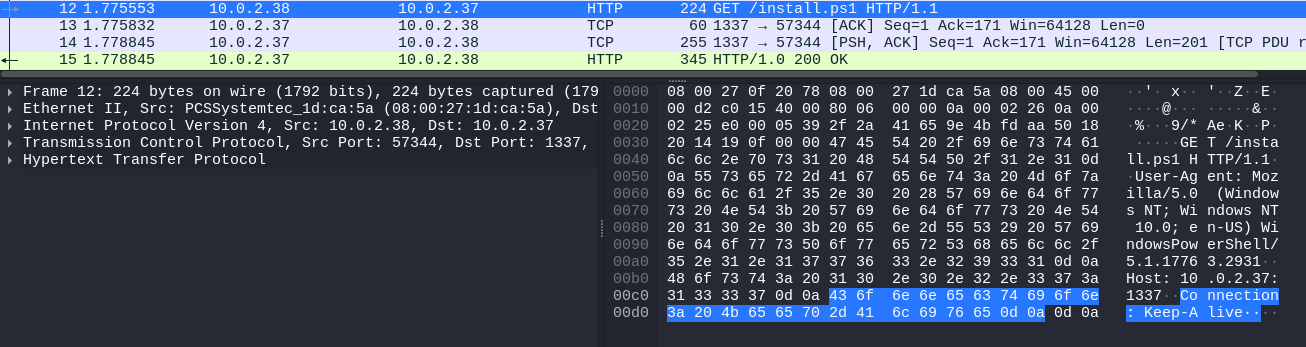 12 1.775553 10.0.2.38 10.0.2.37 HTTP 224 GET /install.ps1 HTTP/1.1
13 1.775832 10.0.2.37 10.0.2.38 TCP 60 1337 → 57344 [ACK] Seq=1 Ack=171 Win=64128 Len=0
14 1.778845 10.0.2.37 10.0.2.38 TCP 255 1337 → 57344 [PSH, ACK] Seq=1 Ack=171 Win=64128 Len=201 [TCP PDU r
15 1.778845 10.0.2.37 10.0.2.38 HTTP 345 HTTP/1.0 200 OK
Frame 12: 224 bytes on wire (1792 bits), 224 bytes captured (179
Ethernet II, Src: PCSSystemtec_1d:ca:5a (08:00:27:1d:ca:5a), Dst
Internet Protocol Version 4, Src: 10.0.2.38, Dst: 10.0.2.37
Transmission Control Protocol, Src Port: 57344, Dst Port: 1337,
Hypertext Transfer Protocol
0000 08 00 27 0f 20 78 08 00 27 1d ca 5a 08 00 45 00 ··'· x·· '··Z··E·
0010 00 d2 c0 15 40 00 80 06 00 00 0a 00 02 26 0a 00 ····@··· ·····&··
0020 02 25 e0 00 05 39 2f 2a 41 65 9e 4b fd aa 50 18 ·%···9/* Ae·K··P·
0030 20 14 19 0f 00 00 47 45 54 20 2f 69 6e 73 74 61 ·····GE T /insta
0040 6c 6c 2e 70 73 31 20 48 54 54 50 2f 31 2e 31 0d ll.ps1 H TTP/1.1·
0050 0a 55 73 65 72 2d 41 67 65 6e 74 3a 20 4d 6f 7a ·User-Ag ent: Moz
0060 69 6c 6c 61 2f 35 2e 30 20 28 57 69 6e 64 6f 77 illa/5.0 (Window
0070 73 20 4e 54 3b 20 57 69 6e 64 6f 77 73 20 4e 54 s NT; Wi ndows NT
0080 20 31 30 2e 30 3b 20 65 6e 2d 55 53 29 20 57 69 10.0; e n-US) Wi
0090 6e 64 6f 77 73 50 6f 77 65 72 53 68 65 6c 6c 2f ndowsPow erShell/
00a0 35 2e 31 2e 31 37 37 36 33 2e 32 39 33 31 0d 0a 5.1.1776 3.2931··
00b0 48 6f 73 74 3a 20 31 30 2e 30 2e 32 2e 33 37 3a Host: 10 .0.2.37:
00c0 31 33 33 37 0d 0a 43 6f 6e 6e 65 63 74 69 6f 6e 1337··Co nnection
00d0 3a 20 4b 65 65 70 2d 41 6c 69 76 65 0d 0a 0d 0a : Keep-A live····